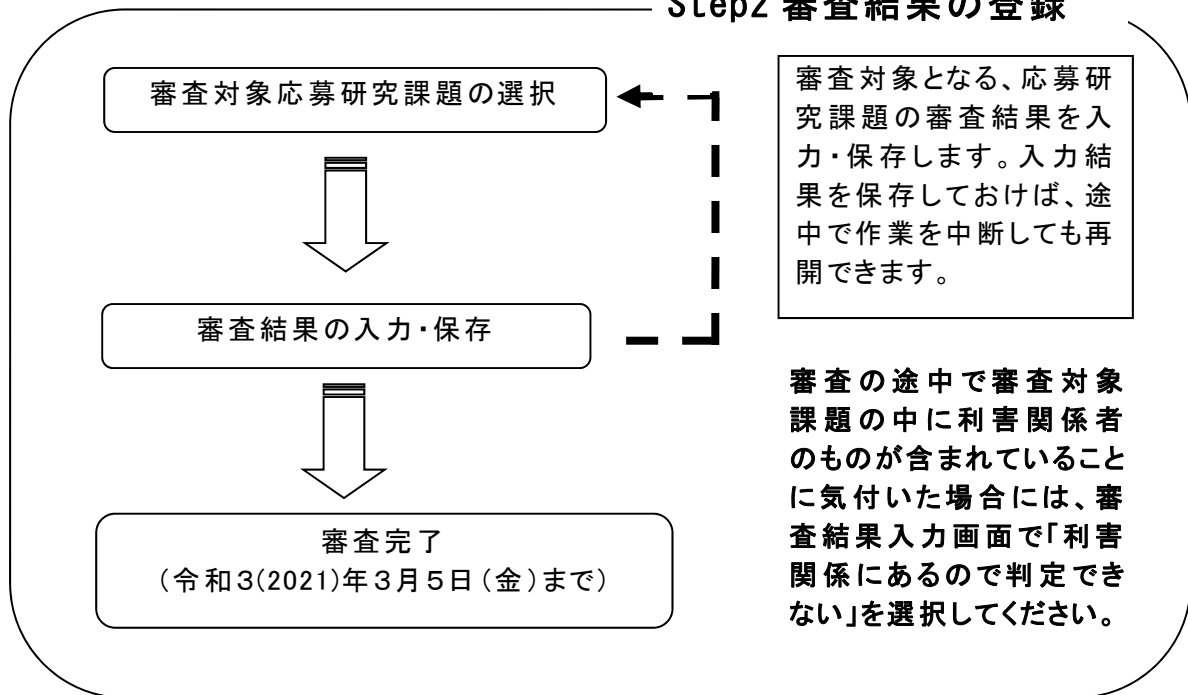 Step2 審査結果の登録
審査対象応募研究課題の選択
審査対象となる、応募研
究課題の審査結果を入
力・保存します。入力結
果を保存しておけば、途
中で作業を中断しても再
開できます。
審査結果の入力・保存
審査の途中で審査対象
課題の中に利害関係者
のものが含まれていること
に気付いた場合には、審
査結果入力画面で「利害
関係にあるので判定でき
ない」を選択してください。
審査完了
(令和3(2021)年3月5日(金)まで)